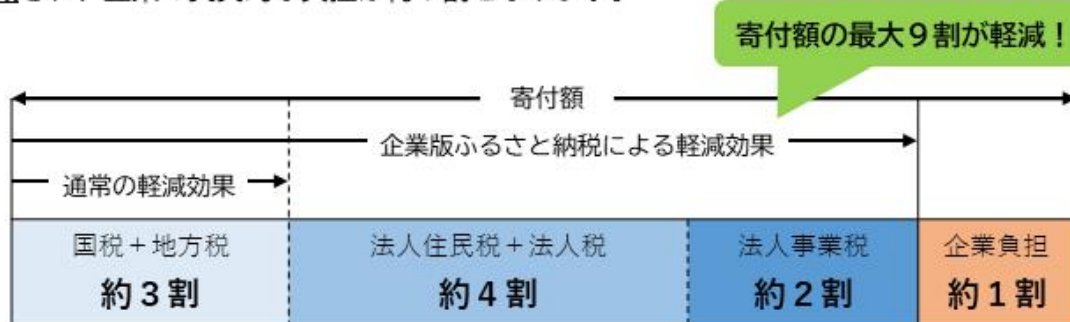 寄付額の最大９割が軽減！
寄付額
企業版ふるさと納税による軽減効果
通常の軽減効果
国税＋地方税
約３割
法人住民税＋法人税
約４割
法人事業税
約２割
企業負担
約１割